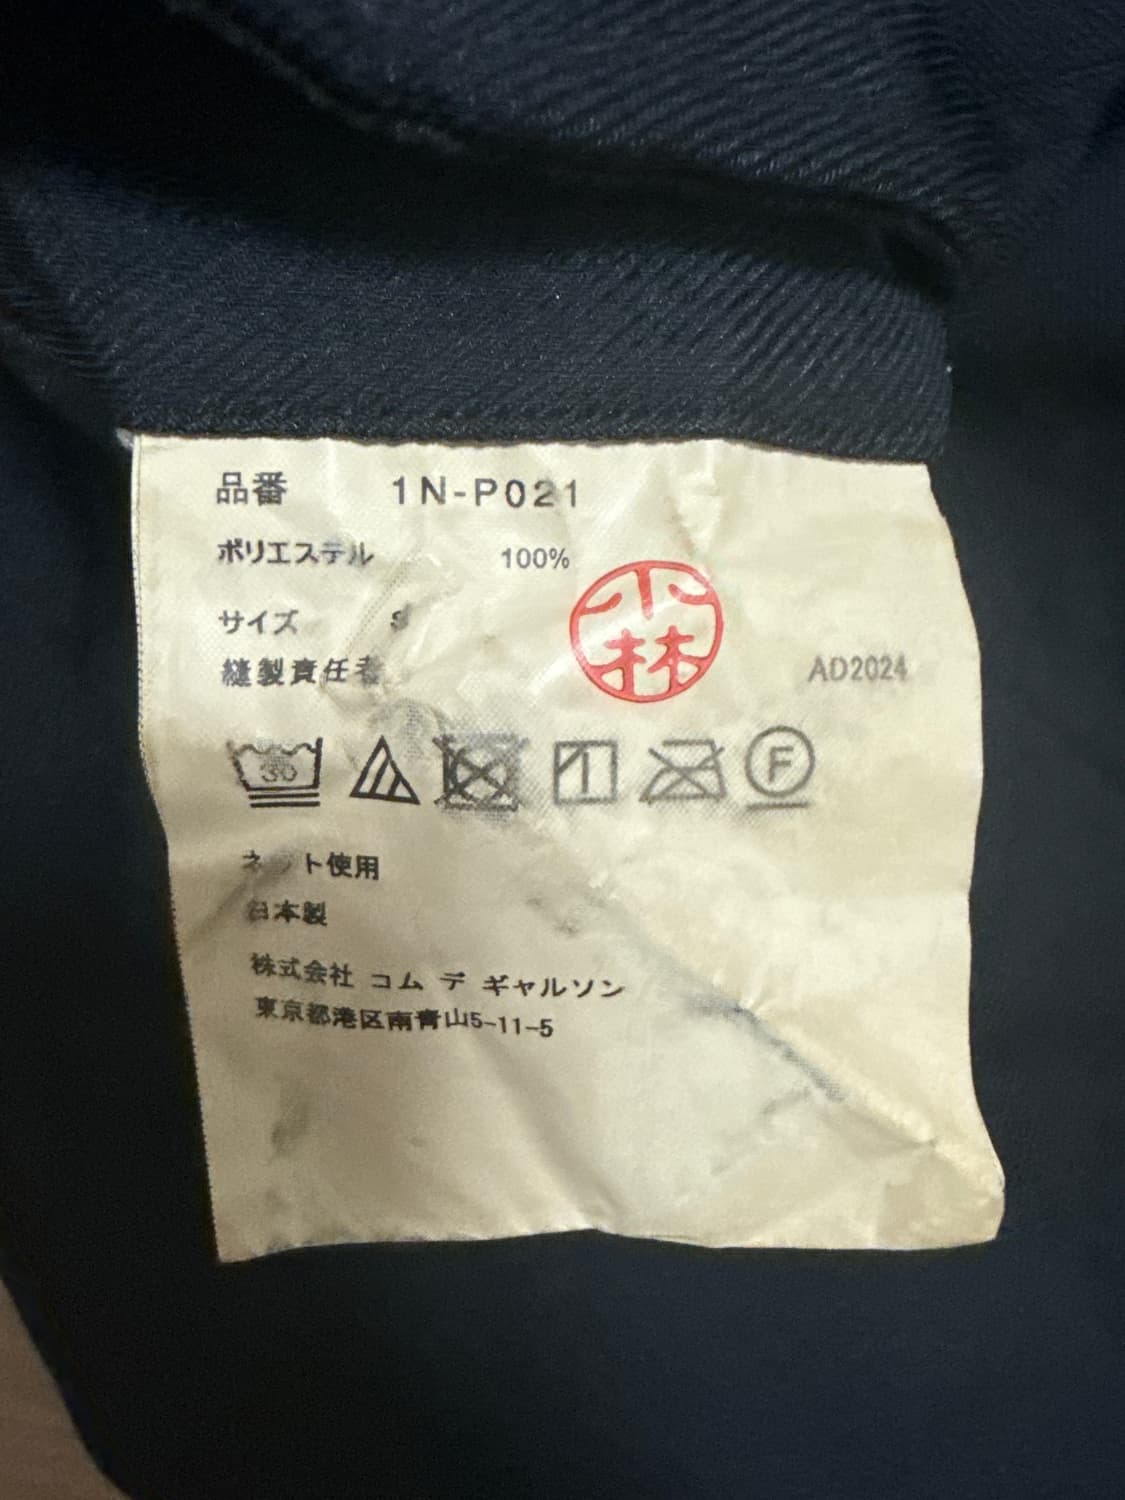 品番 1N-P021
ポリエステル 100%
サイズ S
縫製責任者 小林 AD2024
30 1 F
ネット使用
日本製
株式会社 コム デ ギャルソン
東京都港区南青山5-11-5